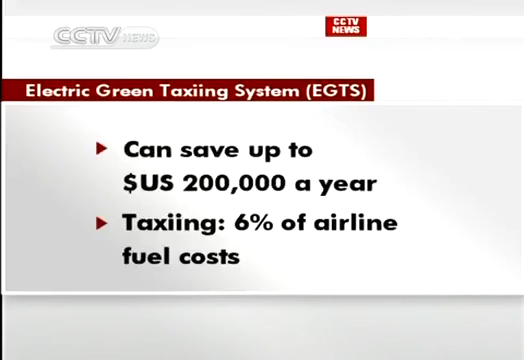 CCTV NEWS
CCTV
NEWS
Electric Green Taxiing System (EGTS)
Can save up to
$US 200,000 a year
Taxiing: 6% of airline
fuel costs